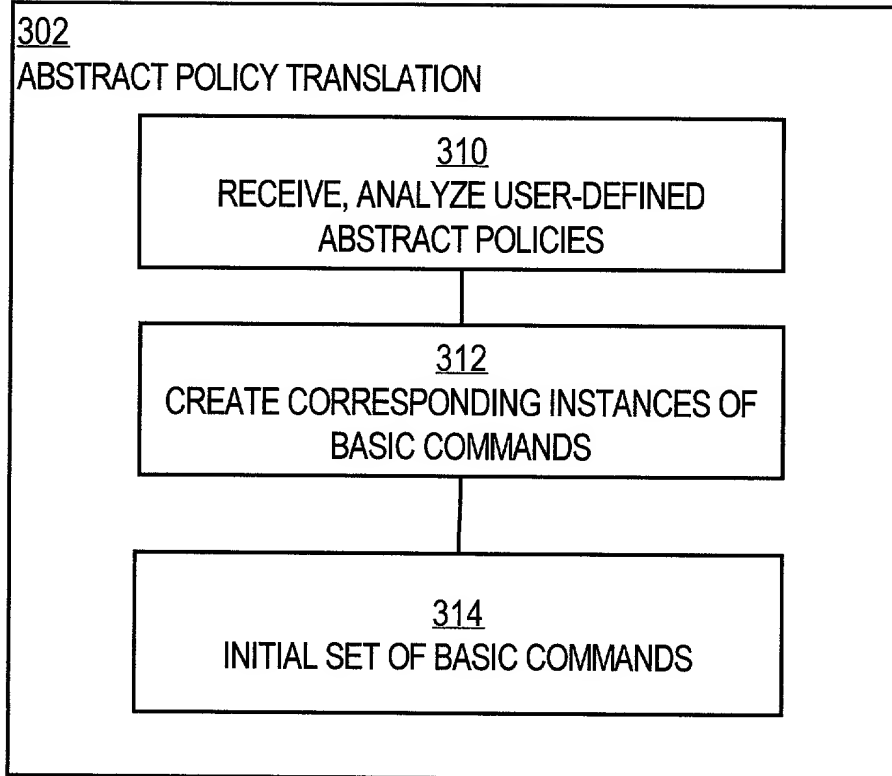 302
ABSTRACT POLICY TRANSLATION
310
RECEIVE, ANALYZE USER-DEFINED
ABSTRACT POLICIES
312
CREATE CORRESPONDING INSTANCES OF
BASIC COMMANDS
314
INITIAL SET OF BASIC COMMANDS